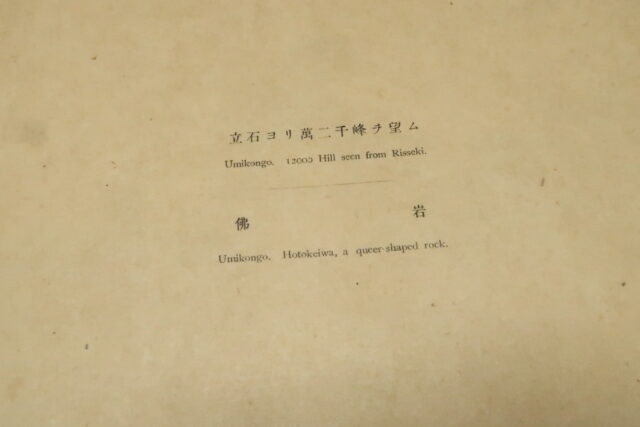 立石ヨリ萬二千峰ヲ望ム
Umikongo. 12000 Hill seen from Risseki.
佛岩
Umikongo. Hotokeiwa, a queer-shaped rock.